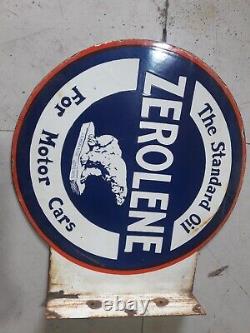 The Standard Oil
ZEROLENE
For Motor Cars